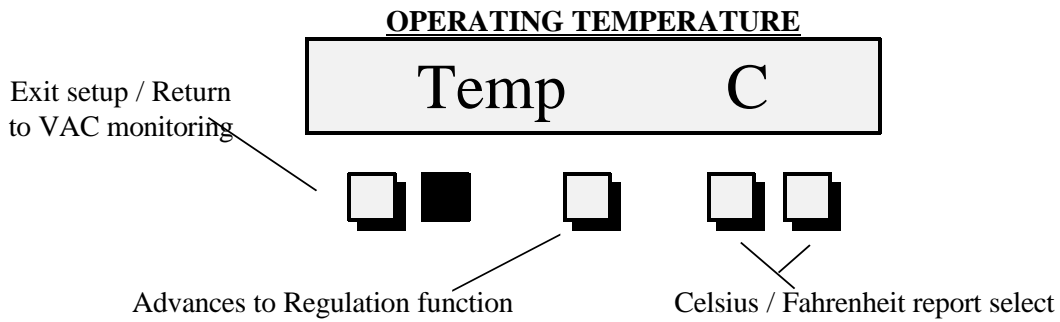 OPERATING TEMPERATURE
Temp C
Exit setup / Return
to VAC monitoring
Advances to Regulation function
Celsius / Fahrenheit report select